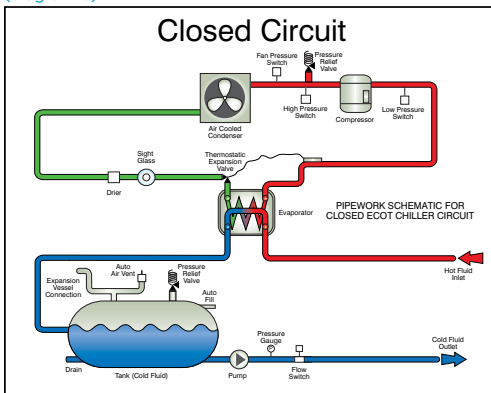 Closed Circuit
Fan Pressure
Switch
Pressure
Relief
Valve
High Pressure
Switch
Compressor
Low Pressure
Switch
Air Cooled
Condenser
Sight
Glass
Thermostatic
Expansion
Valve
Drier
Evaporator
PIPEWORK SCHEMATIC FOR
CLOSED ECOT CHILLER CIRCUIT
Hot Fluid
Inlet
Auto
Air Vent
Pressure
Relief
Valve
Expansion
Vessel
Connection
Auto
Fill
Pressure
Gauge
P
Cold Fluid
Outlet
Drain
Tank (Cold Fluid)
Pump
Flow
Switch